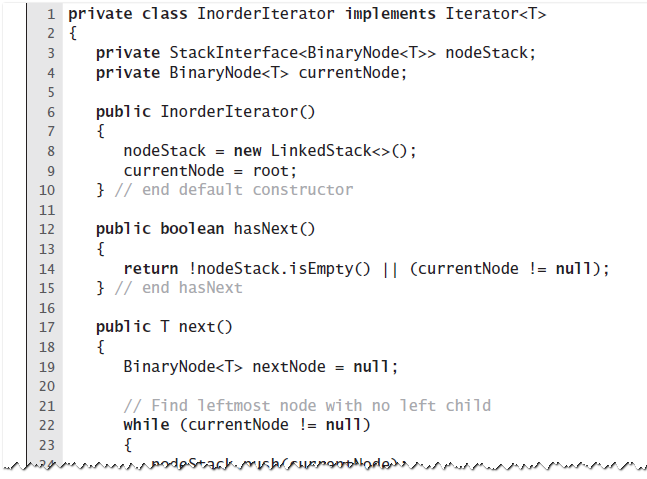 1 private class InorderIterator implements Iterator<T>
2 {
3 private StackInterface<BinaryNode<T>> nodeStack;
4 private BinaryNode<T> currentNode;
5
6 public InorderIterator()
7 {
8 nodeStack = new LinkedStack<>();
9 currentNode = root;
10 } // end default constructor
11
12 public boolean hasNext()
13 {
14 return !nodeStack.isEmpty() || (currentNode != null);
15 } // end hasNext
16
17 public T next()
18 {
19 BinaryNode<T> nextNode = null;
20
21 // Find leftmost node with no left child
22 while (currentNode != null)
23 {
24 nodeStack.push(currentNode);